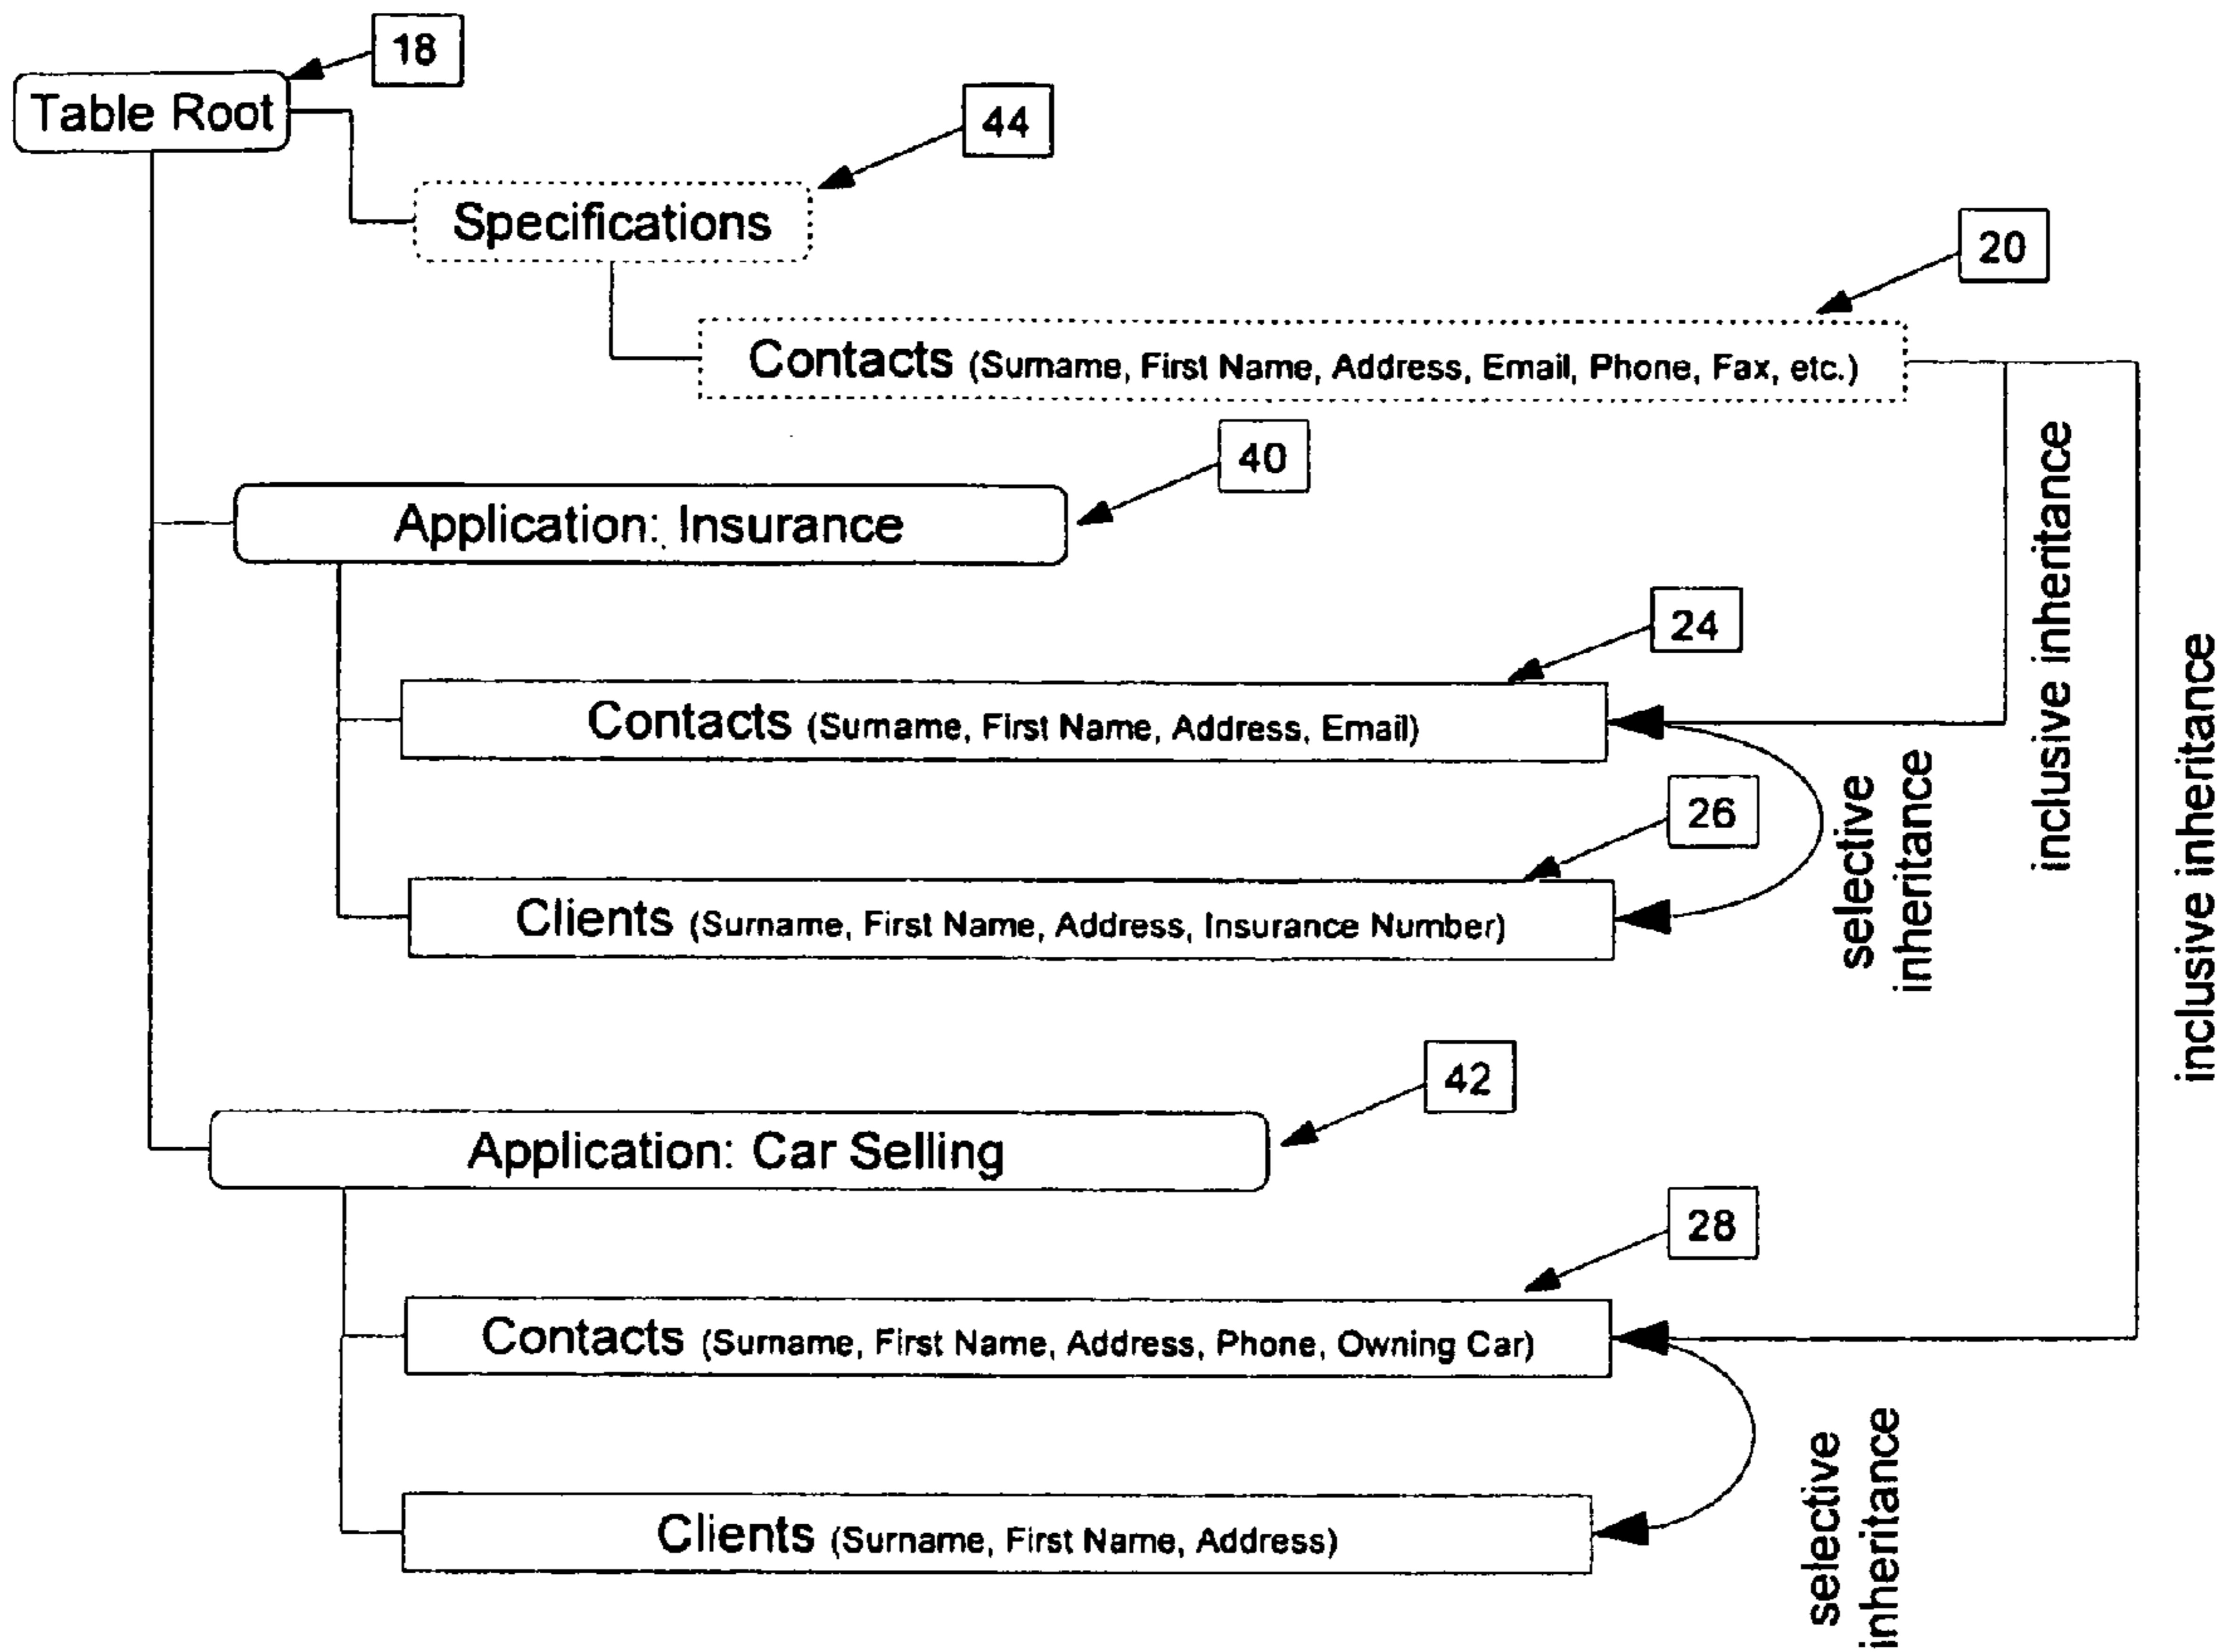 18
Table Root
44
Specifications
20
Contacts (Surname, First Name, Address, Email, Phone, Fax, etc.)
40
Application: Insurance
24
Contacts (Surname, First Name, Address, Email)
26
Clients (Surname, First Name, Address, Insurance Number)
selective
inheritance
inclusive inheritance
inclusive inheritance
42
Application: Car Selling
28
Contacts (Surname, First Name, Address, Phone, Owning Car)
Clients (Surname, First Name, Address)
selective
inheritance